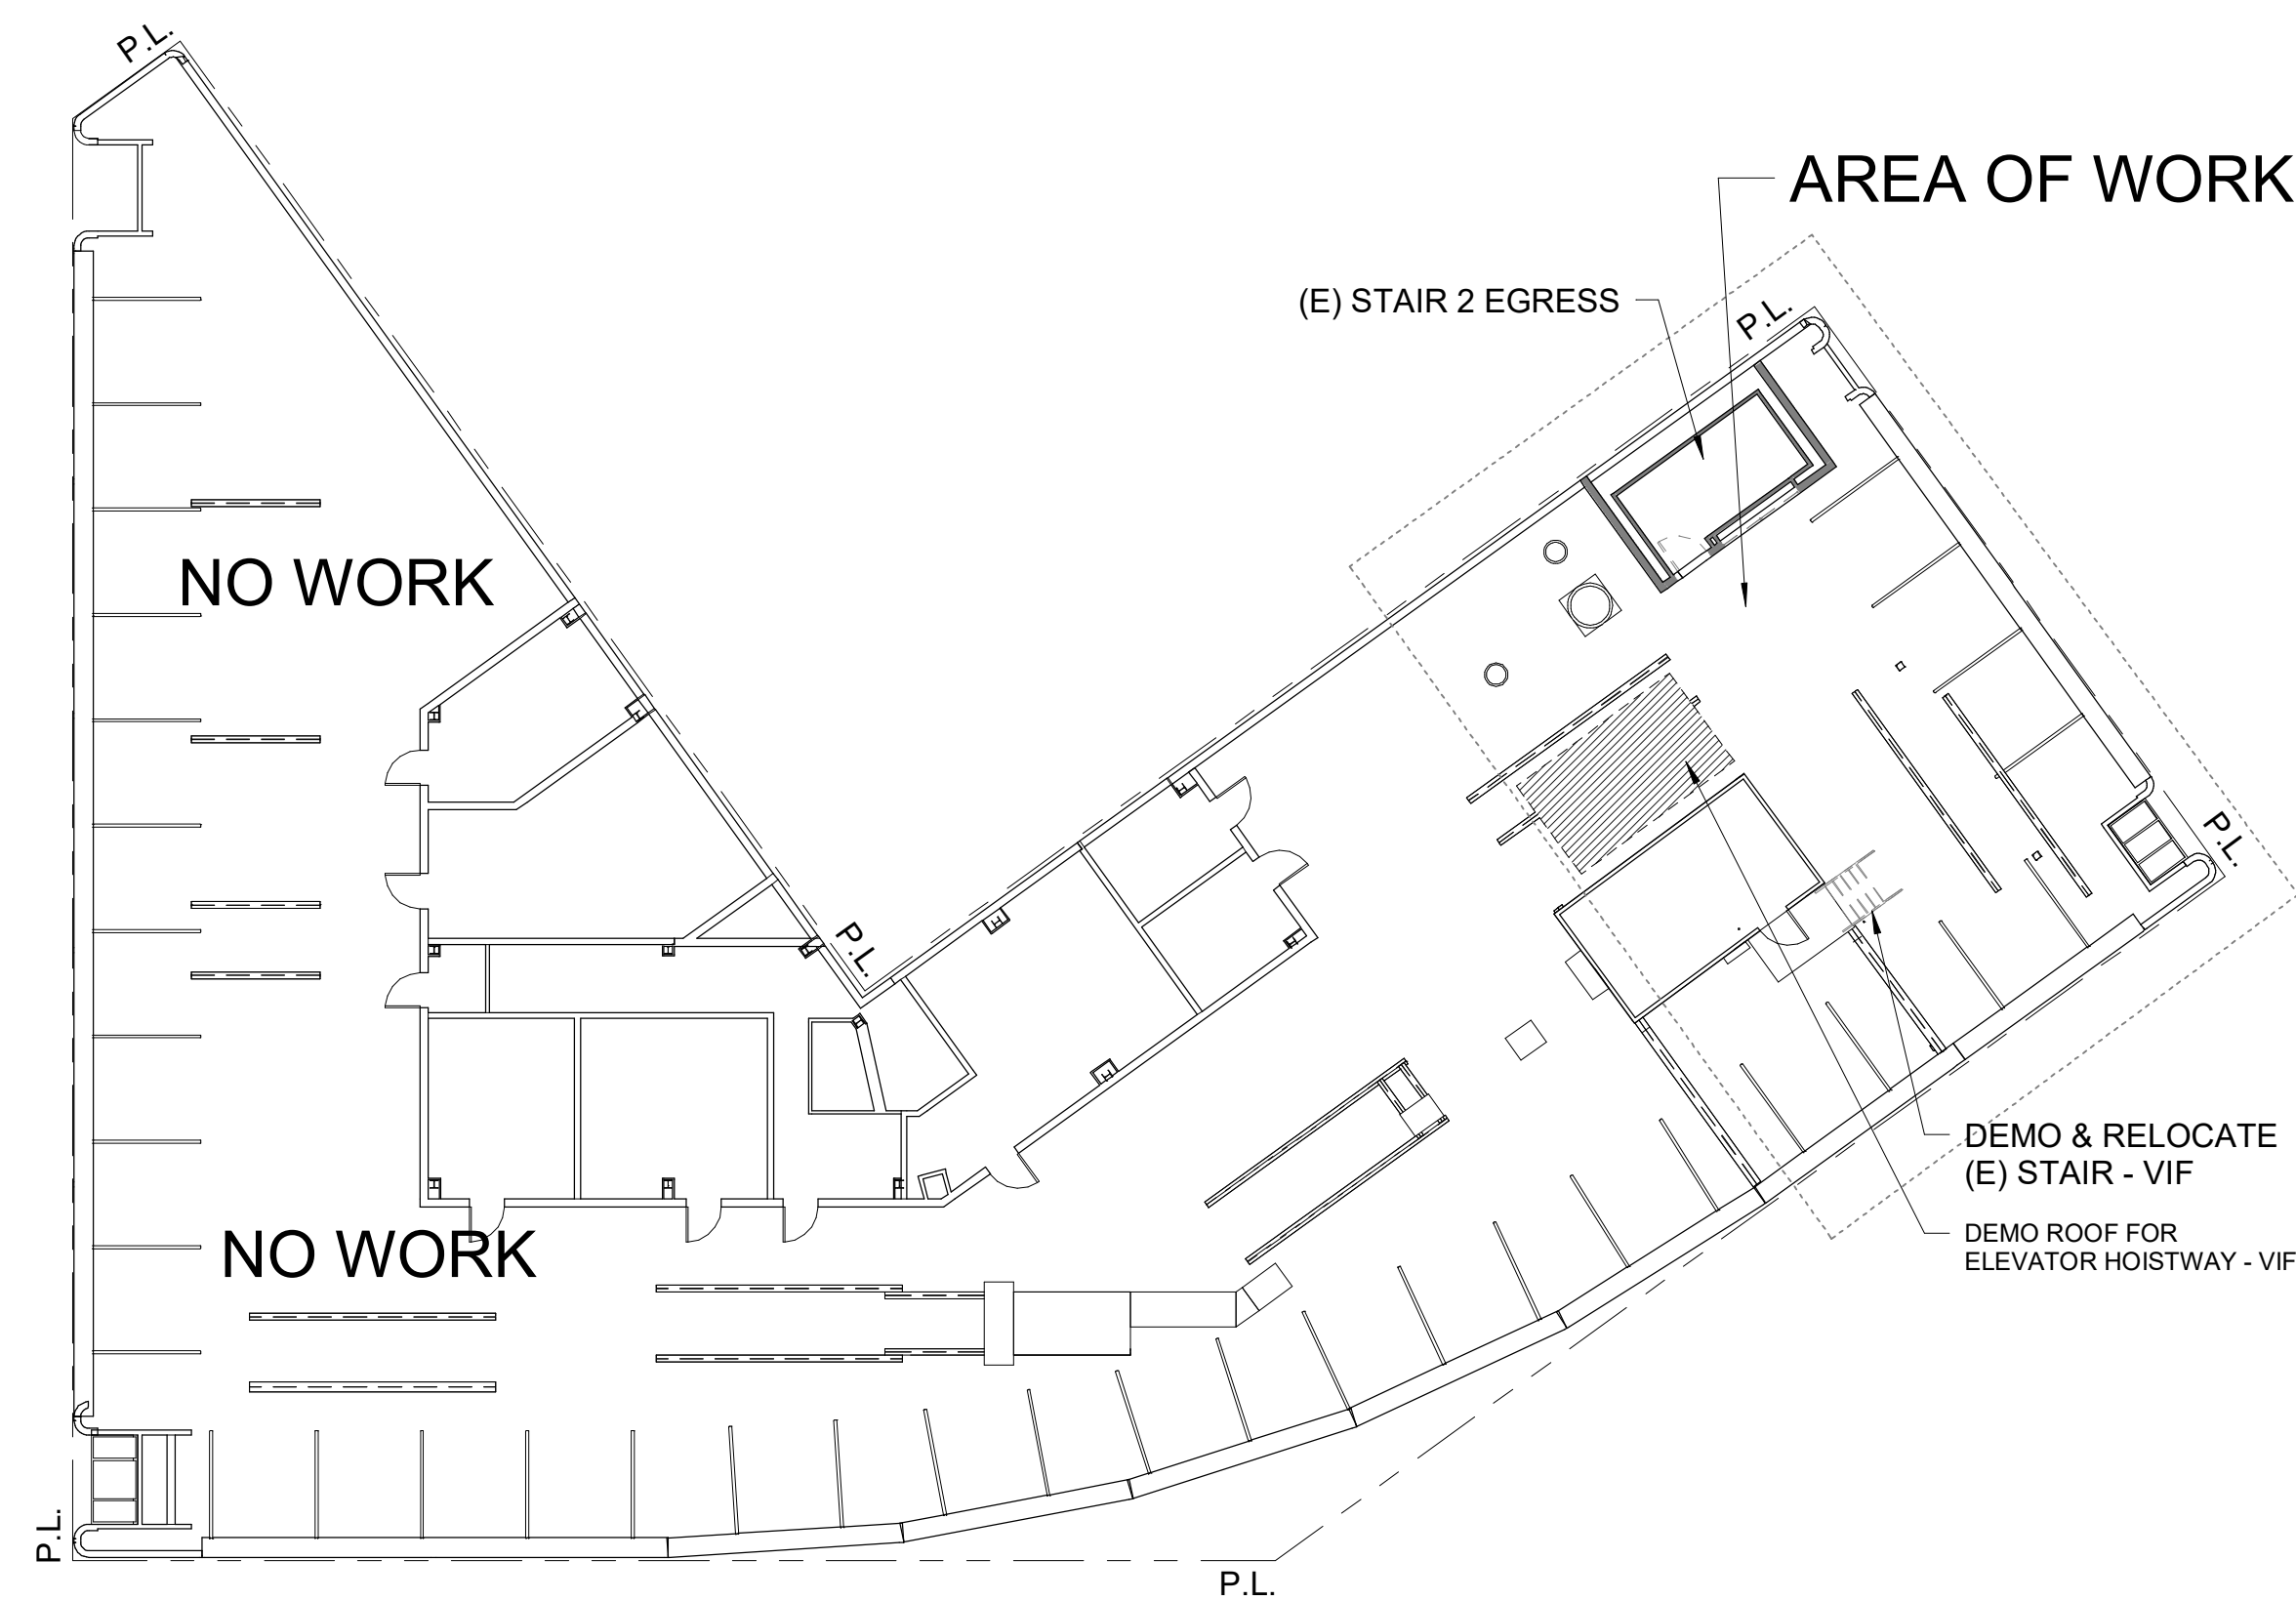 P.L.
AREA OF WORK
(E) STAIR 2 EGRESS
P.L.
NO WORK
P.L.
P.L.
DEMO & RELOCATE
(E) STAIR - VIF
DEMO ROOF FOR
ELEVATOR HOISTWAY - VIF
NO WORK
P.L.
P.L.